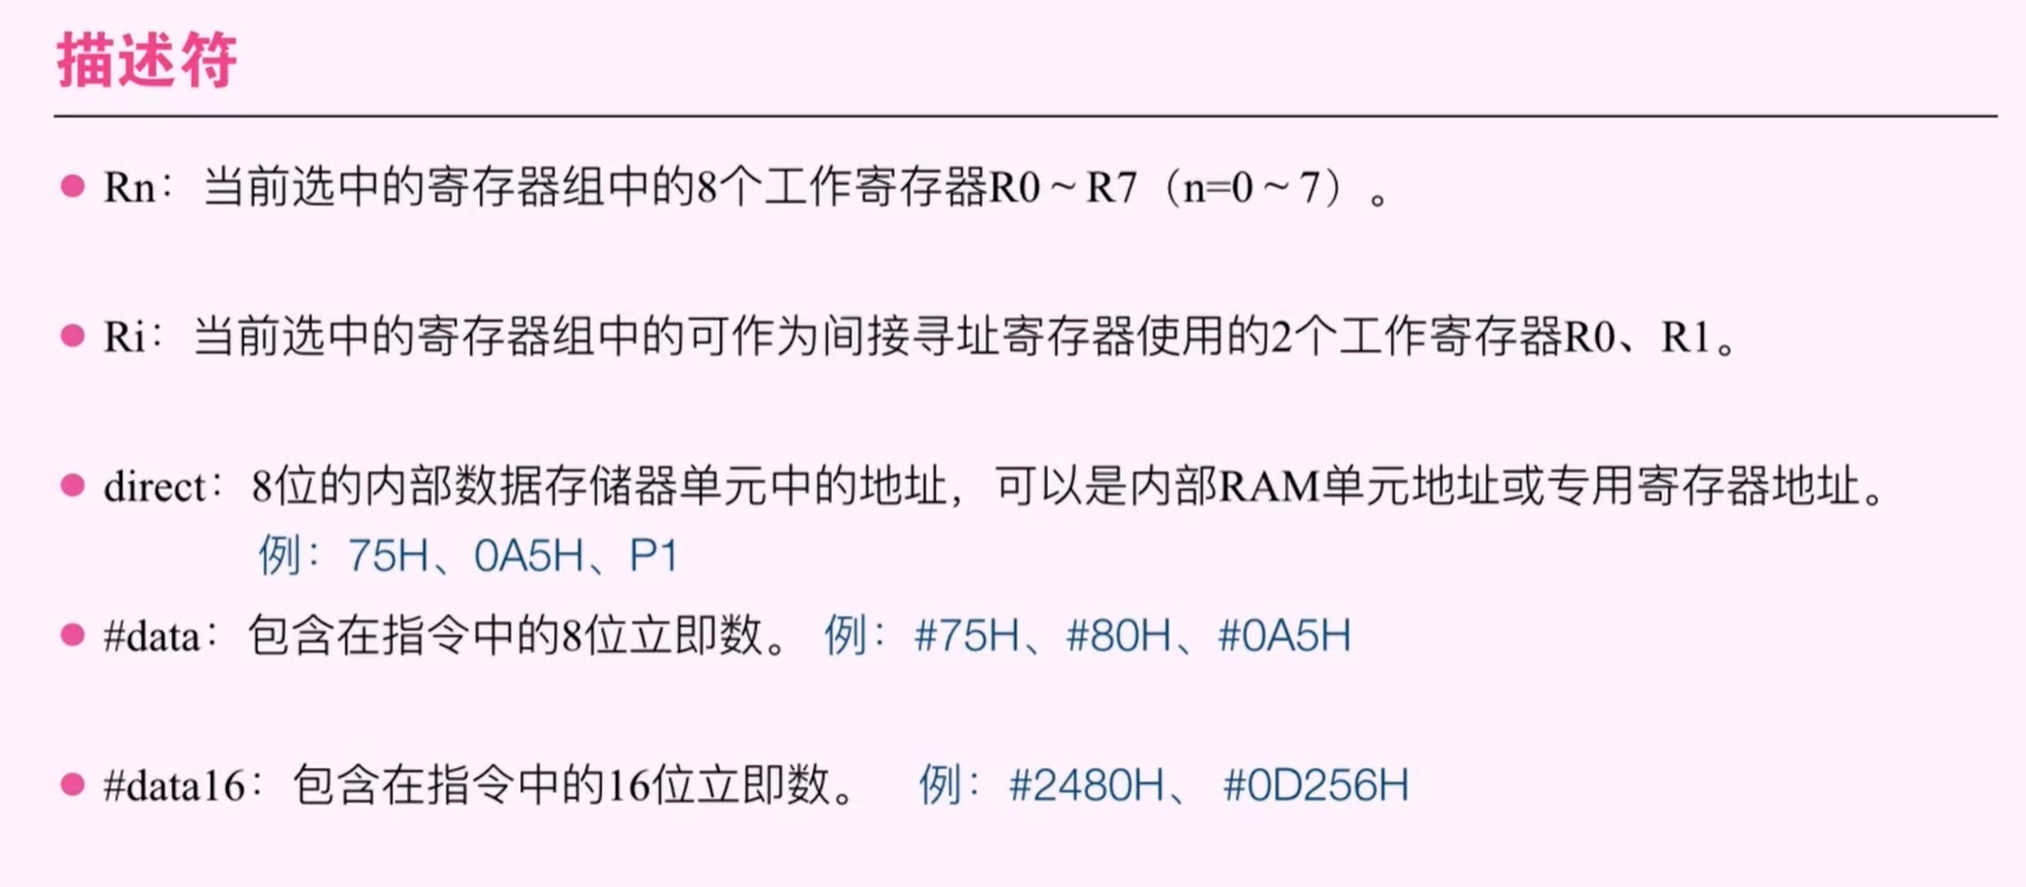 描述符
● Rn：当前选中的寄存器组中的8个工作寄存器R0 ~ R7（n=0 ~ 7）。
● Ri：当前选中的寄存器组中的可作为间接寻址寄存器使用的2个工作寄存器R0、R1。
● direct：8位的内部数据存储器单元中的地址，可以是内部RAM单元地址或专用寄存器地址。
例：75H、0A5H、P1
● #data：包含在指令中的8位立即数。 例：#75H、#80H、#0A5H
● #data16：包含在指令中的16位立即数。 例：#2480H、 #0D256H